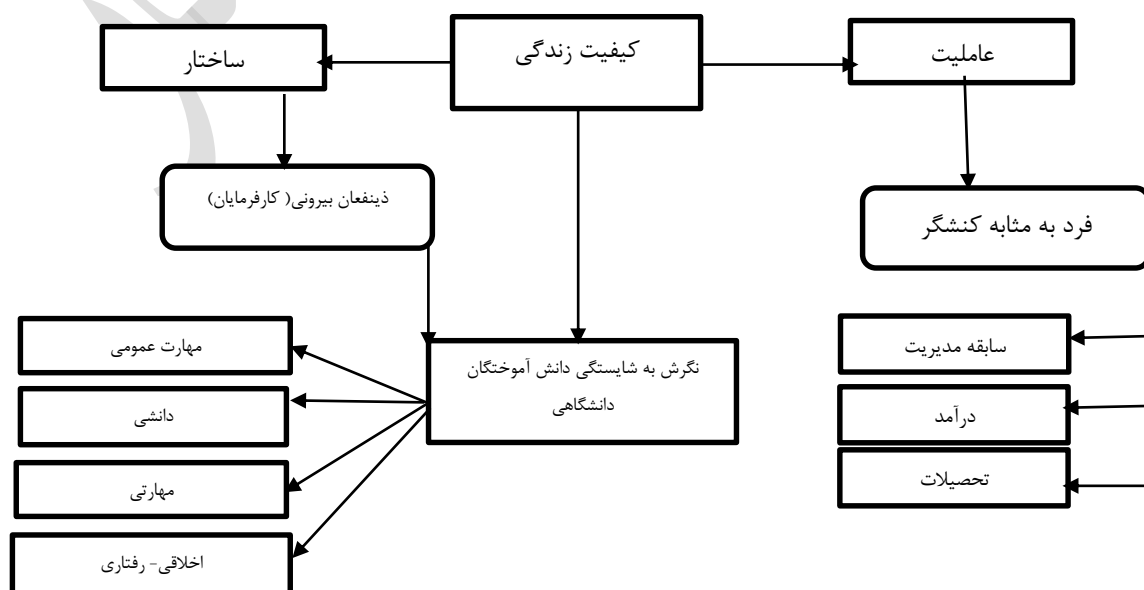 عاملیت
کیفیت زندگی
ساختار
ذینفعان بیرونی( کارفرمایان)
فرد به مثابه کنشگر
سابقه مدیریت
درآمد
تحصیلات
نگرش به شایستگی دانش آموختگان
دانشگاهی
مهارت عمومی
دانشی
مهارتی
اخلاقی- رفتاری